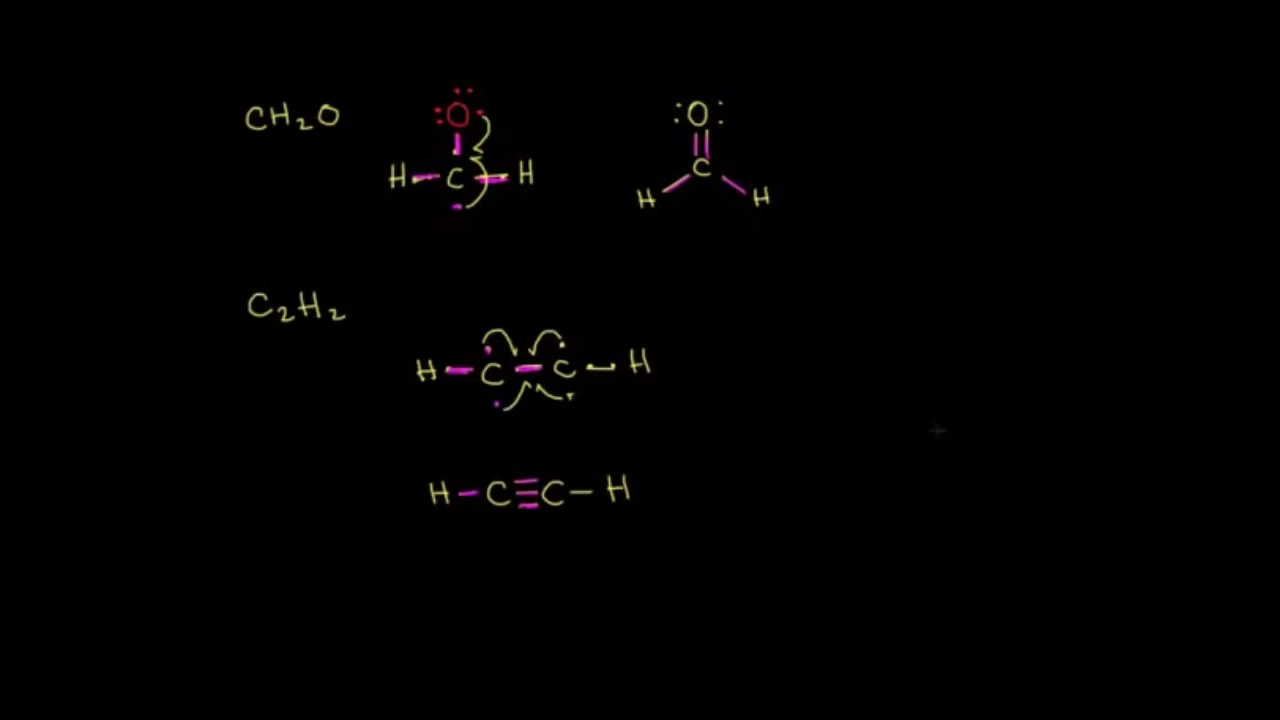 CH₂O :Ö· :O:
H-C-H C
H H
C₂H₂
H-C-C-H
H-C≡C-H